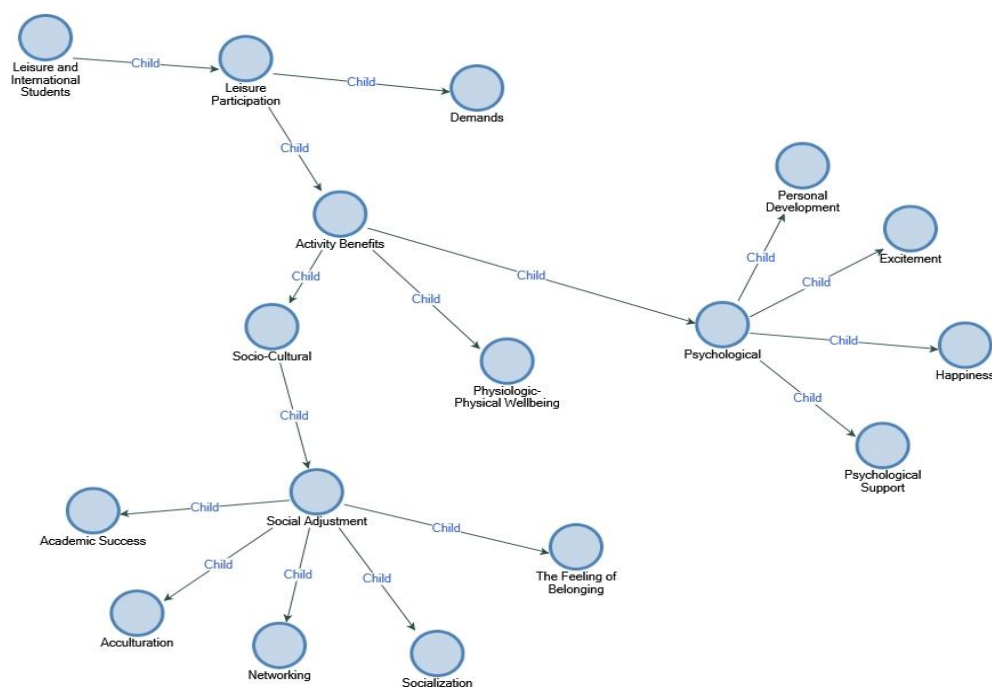 Leisure and
International
Students
Child
Leisure
Participation
Child
Demands
Child
Activity Benefits
Child
Child
Child
Socio-Cultural
Physiologic-
Physical Wellbeing
Psychological
Child
Personal
Development
Child
Excitement
Child
Happiness
Child
Psychological
Support
Child
Social Adjustment
Child
Academic Success
Child
Acculturation
Child
Networking
Child
Socialization
Child
The Feeling of
Belonging